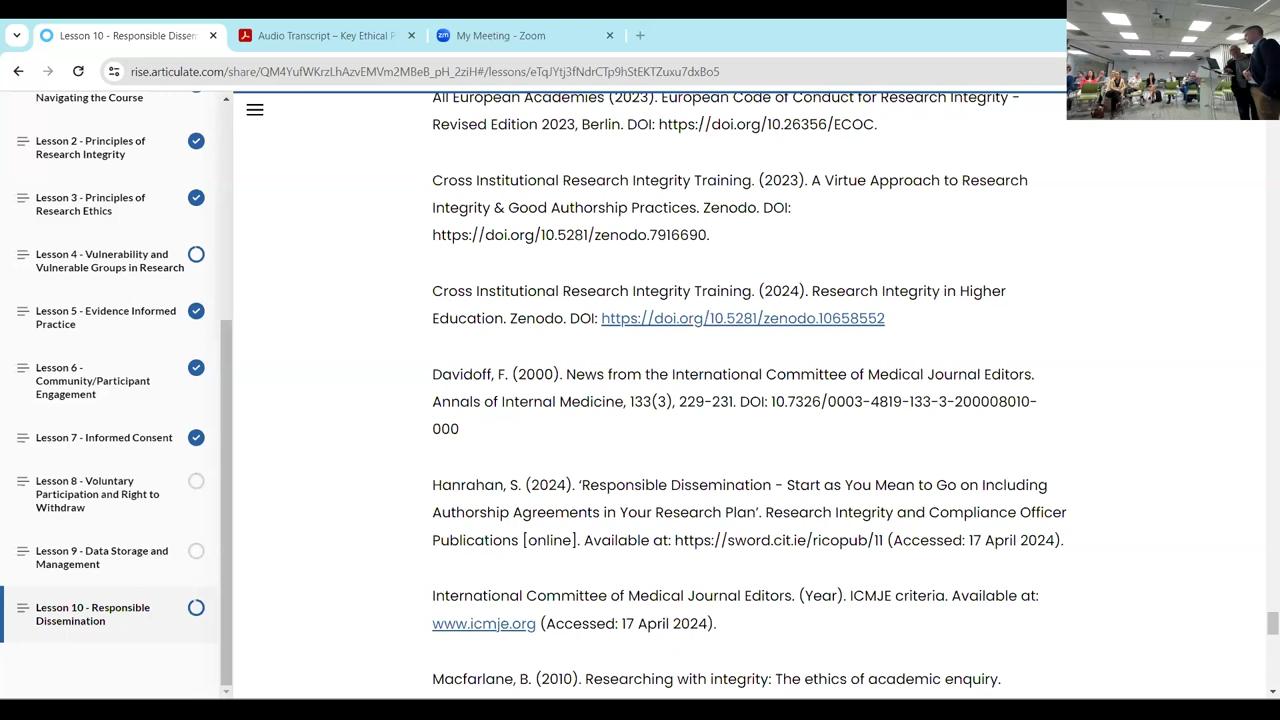 Lesson 10 - Responsible Dissem
Audio Transcript – Key Ethical P
zm
My Meeting - Zoom
rise.articulate.com/share/QM4YufWKrzLhAzvEMVm2MBeB_pH_2ziH#/lessons/eTqJYtj3fNdrCTp9hStEKTZuxu7dxBo5
Navigating the Course
Lesson 2 - Principles of
Research Integrity
Lesson 3 - Principles of
Research Ethics
Lesson 4 - Vulnerability and
Vulnerable Groups in Research
Lesson 5 - Evidence Informed
Practice
Lesson 6 -
Community/Participant
Engagement
Lesson 7 - Informed Consent
Lesson 8 - Voluntary
Participation and Right to
Withdraw
Lesson 9 - Data Storage and
Management
Lesson 10 - Responsible
Dissemination
All European Academies (2023). European Code of Conduct for Research Integrity -
Revised Edition 2023, Berlin. DOI: https://doi.org/10.26356/ECOC.
Cross Institutional Research Integrity Training. (2023). A Virtue Approach to Research
Integrity & Good Authorship Practices. Zenodo. DOI:
https://doi.org/10.5281/zenodo.7916690.
Cross Institutional Research Integrity Training. (2024). Research Integrity in Higher
Education. Zenodo. DOI: https://doi.org/10.5281/zenodo.10658552
Davidoff, F. (2000). News from the International Committee of Medical Journal Editors.
Annals of Internal Medicine, 133(3), 229-231. DOI: 10.7326/0003-4819-133-3-200008010-
000
Hanrahan, S. (2024). ‘Responsible Dissemination - Start as You Mean to Go on Including
Authorship Agreements in Your Research Plan’. Research Integrity and Compliance Officer
Publications [online]. Available at: https://sword.cit.ie/ricopub/11 (Accessed: 17 April 2024).
International Committee of Medical Journal Editors. (Year). ICMJE criteria. Available at:
www.icmje.org (Accessed: 17 April 2024).
Macfarlane, B. (2010). Researching with integrity: The ethics of academic enquiry.